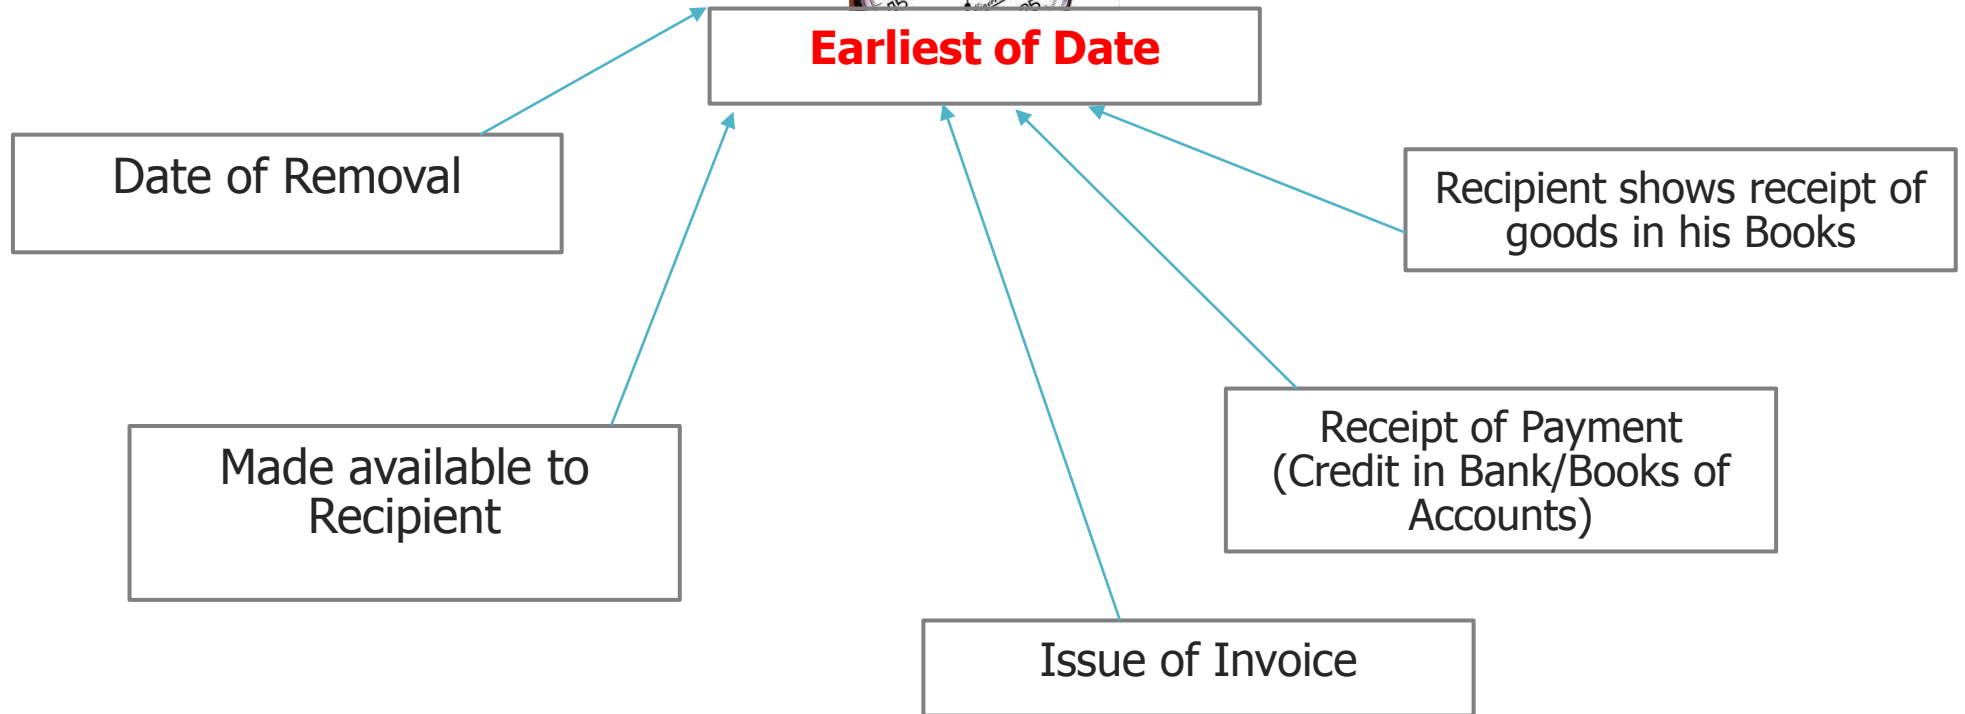 Earliest of Date
Date of Removal
Recipient shows receipt of
goods in his Books
Made available to
Recipient
Receipt of Payment
(Credit in Bank/Books of
Accounts)
Issue of Invoice